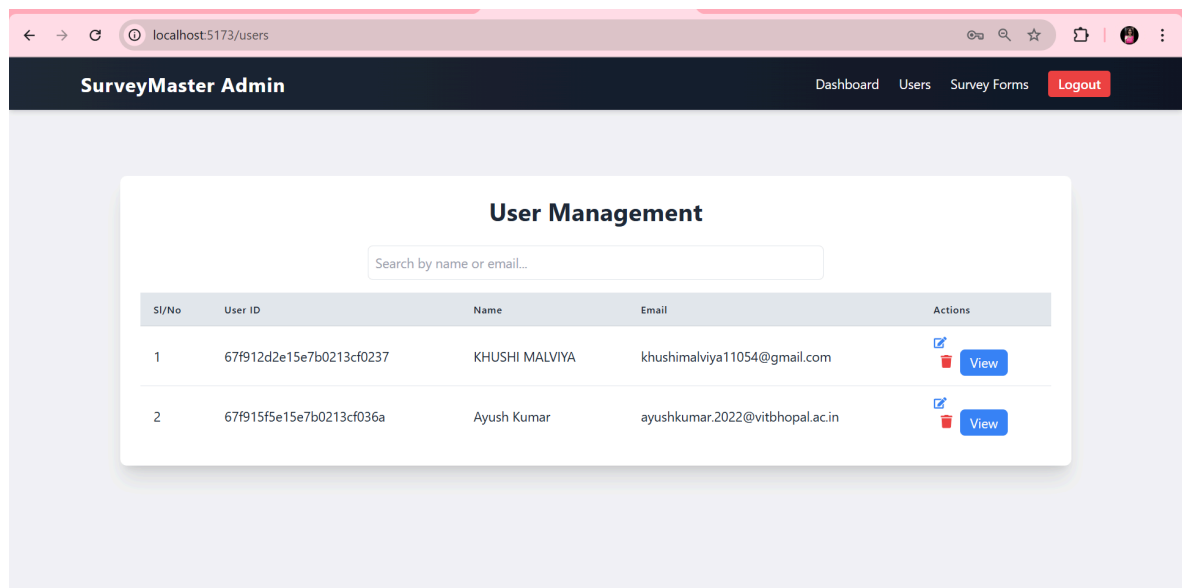 localhost:5173/users
SurveyMaster Admin Dashboard Users Survey Forms Logout
User Management
Search by name or email...
Sl/No User ID Name Email Actions
1 67f912d2e15e7b0213cf0237 KHUSHI MALVIYA khushimalviya11054@gmail.com View
2 67f915f5e15e7b0213cf036a Ayush Kumar ayushkumar.2022@vitbhopal.ac.in View